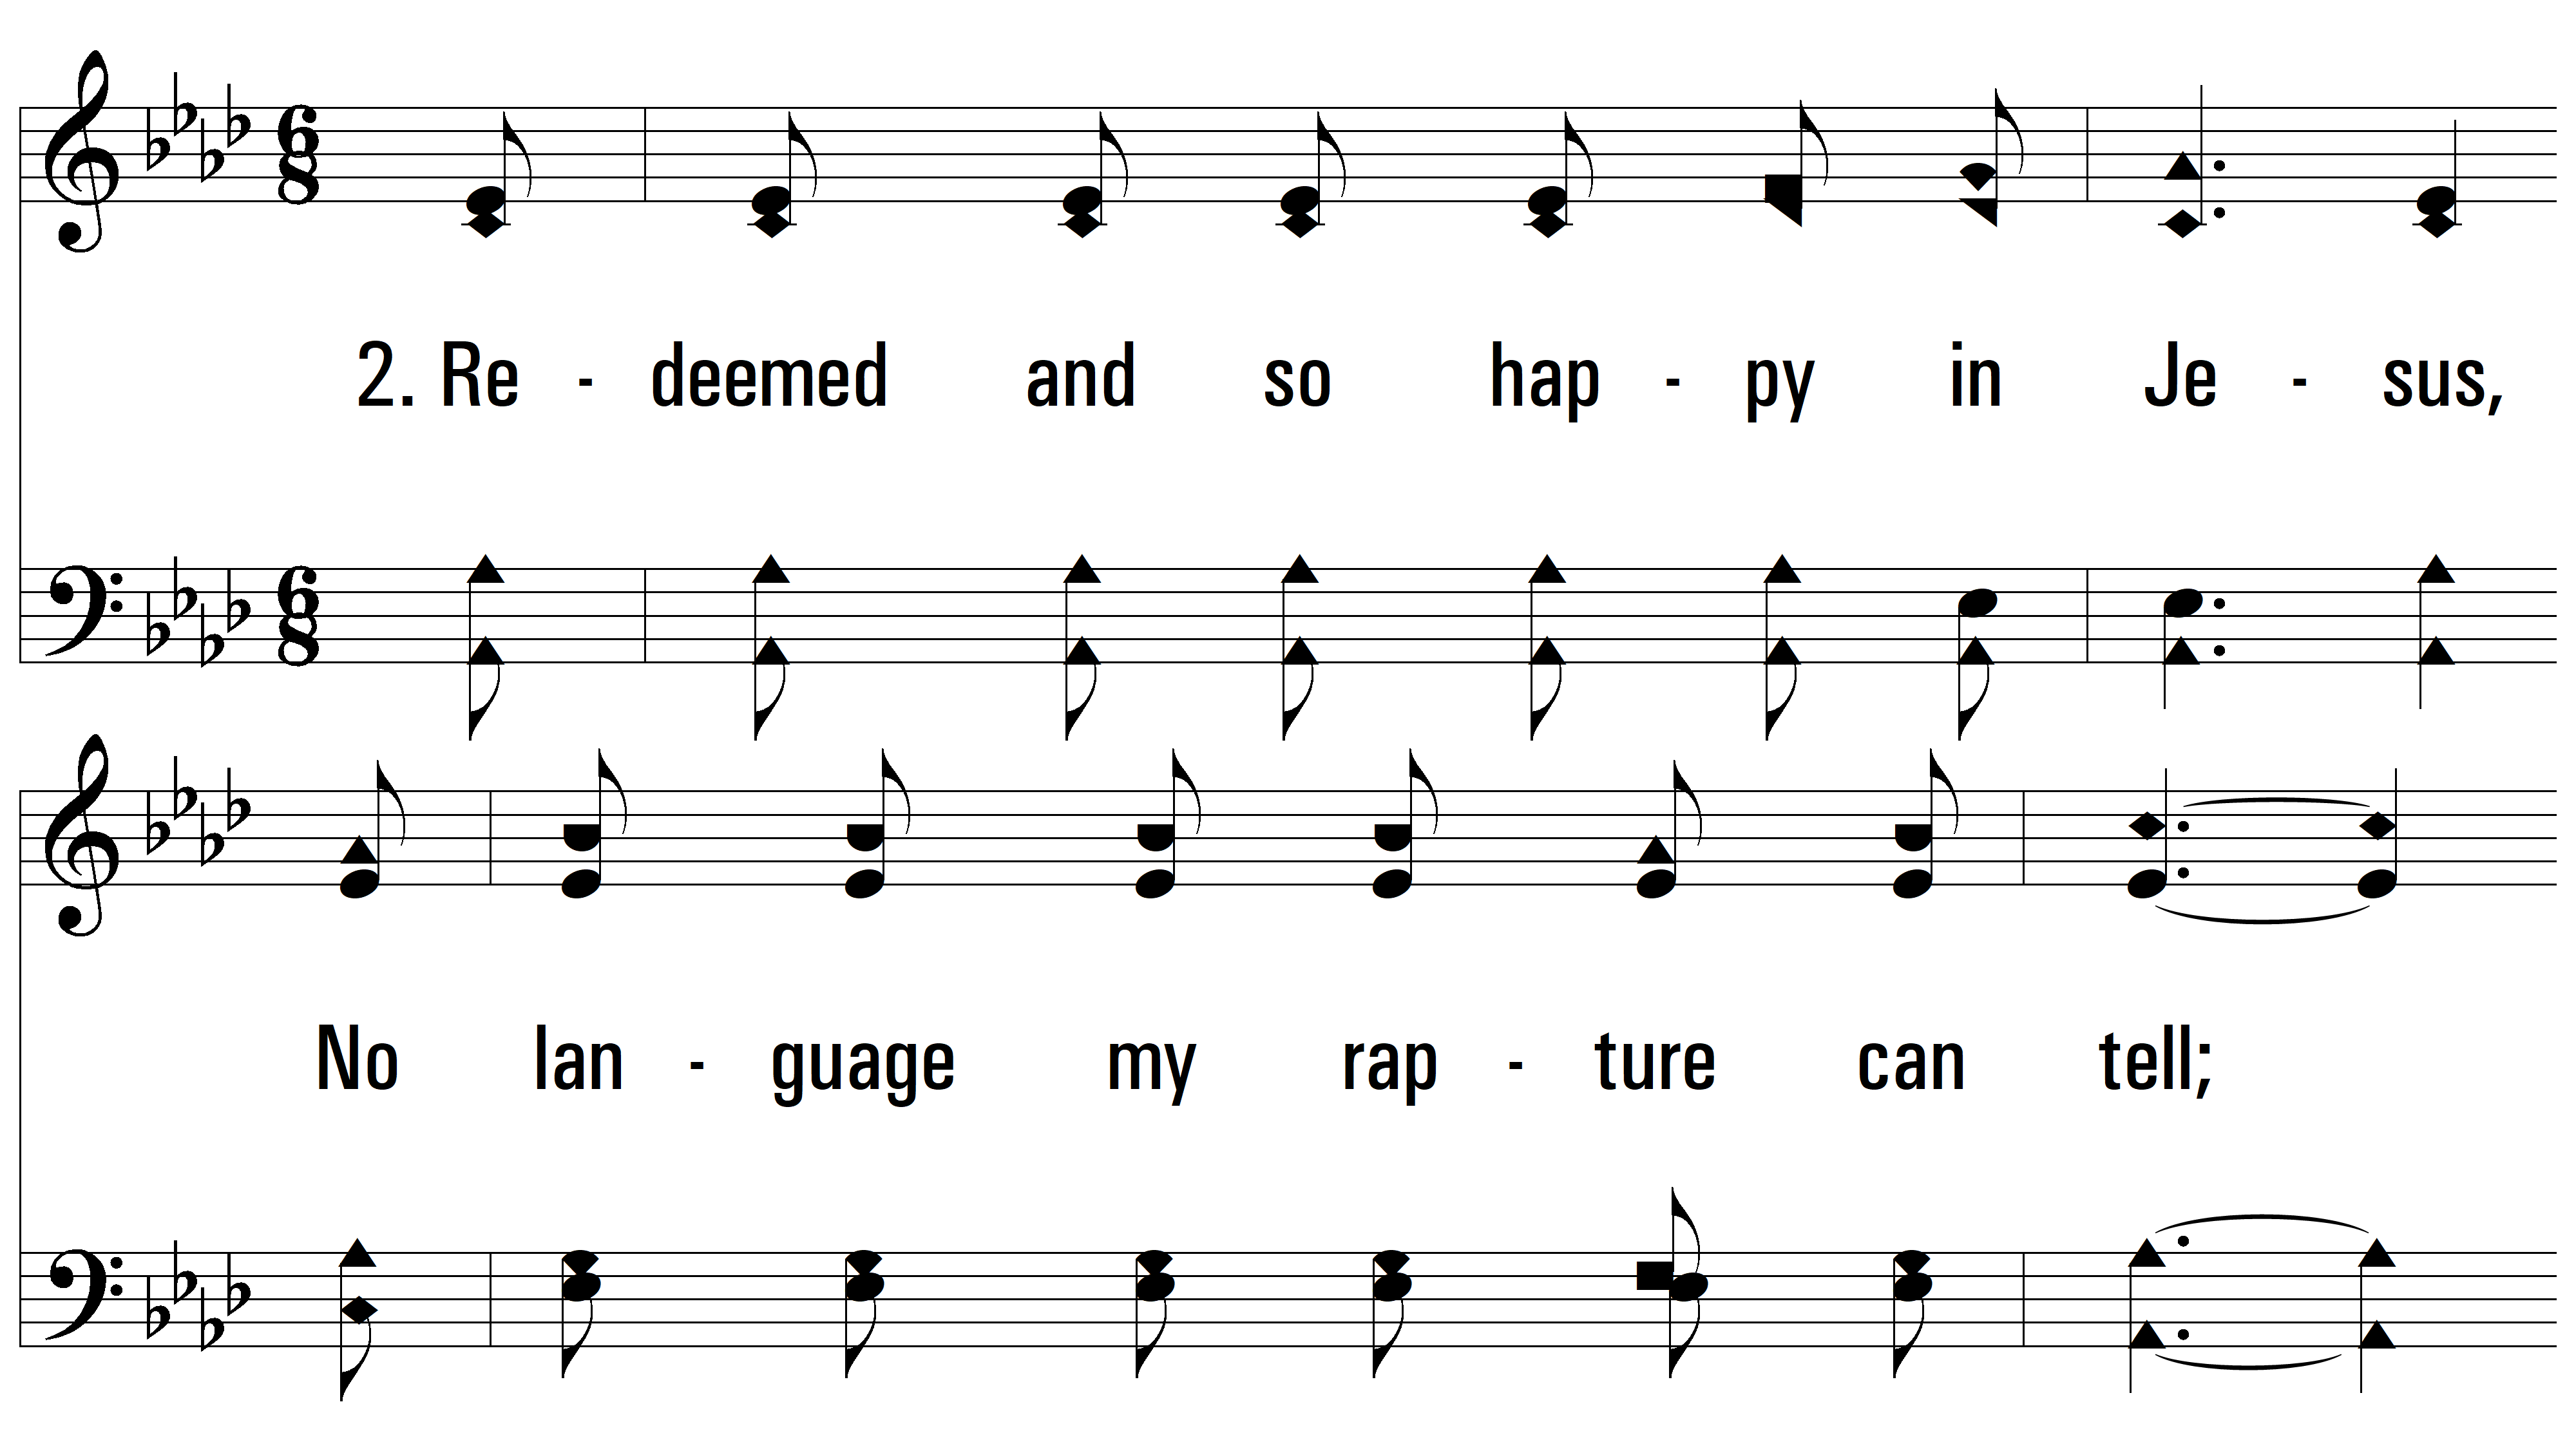 2. Re - deemed and so hap - py in Je - sus,
No lan - guage my rap - ture can tell;